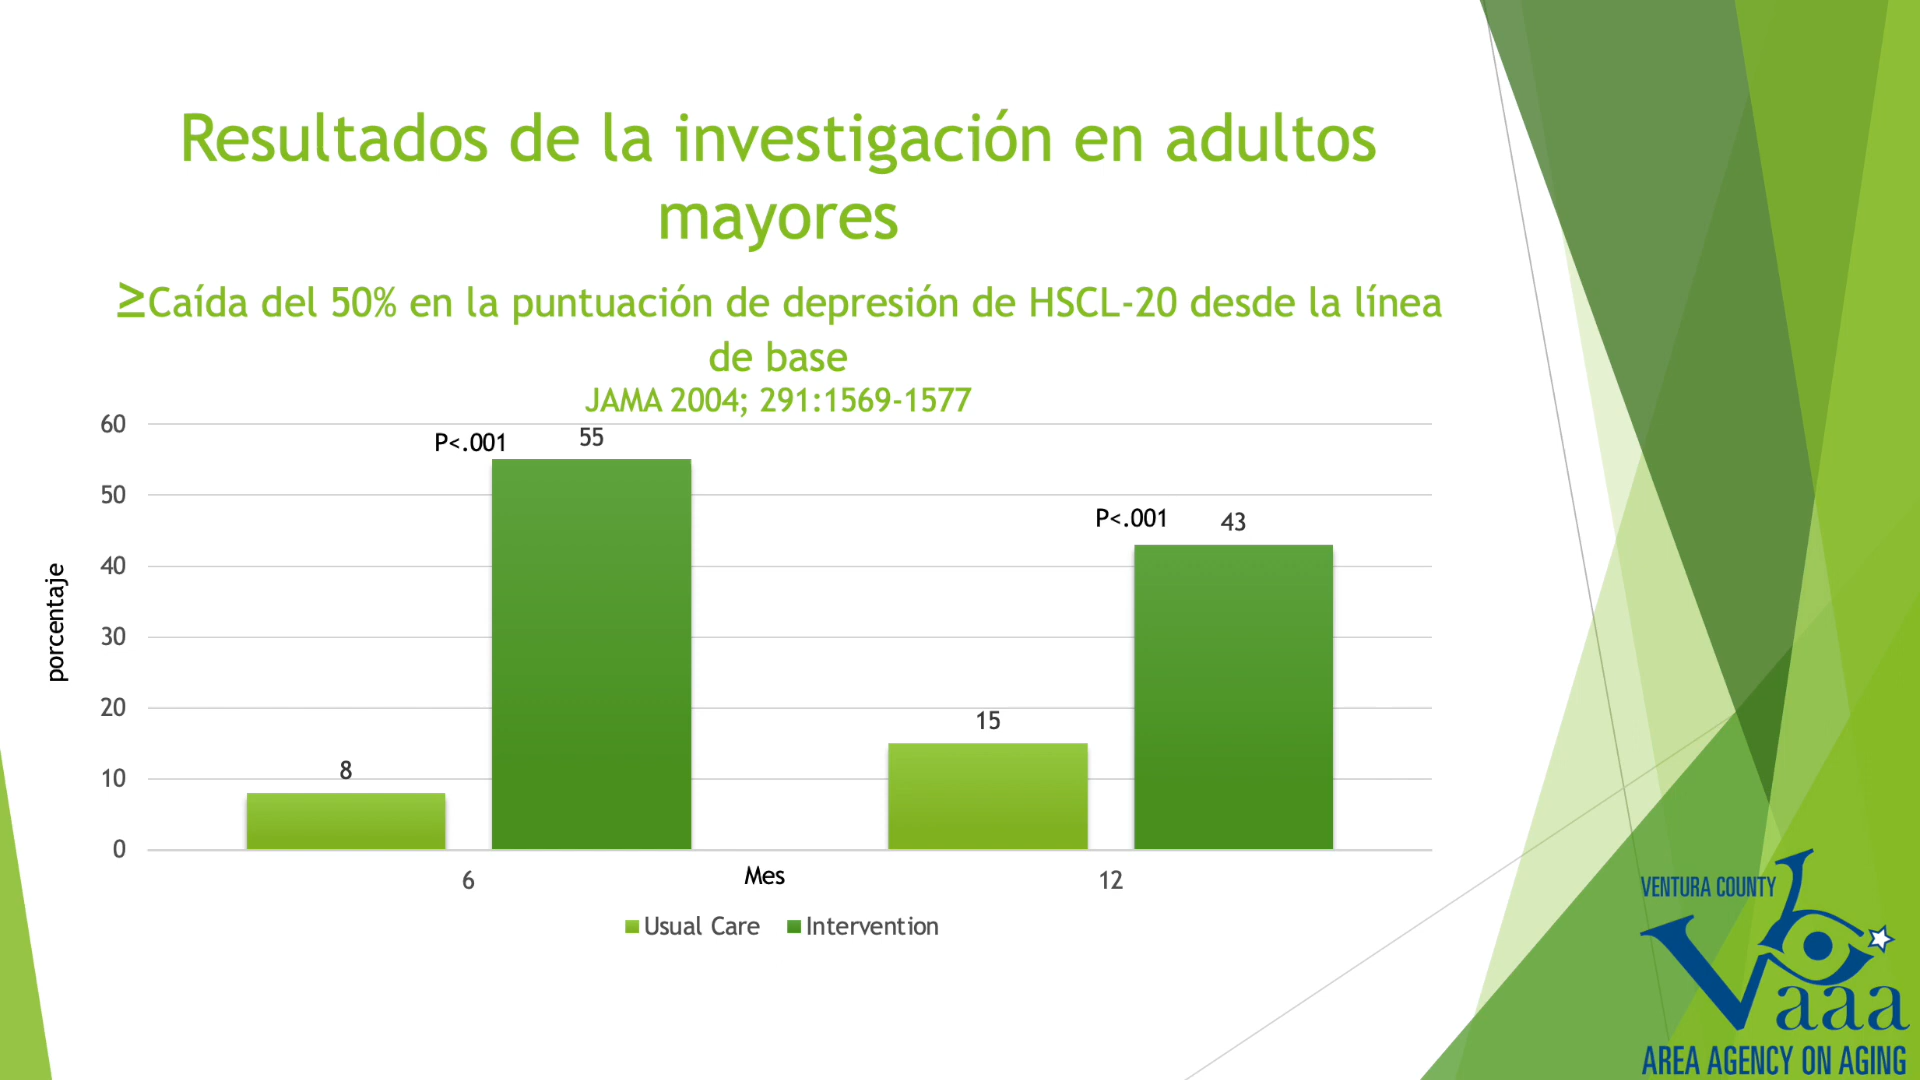 Resultados de la investigación en adultos
mayores
≥Caída del 50% en la puntuación de depresión de HSCL-20 desde la línea
de base
JAMA 2004; 291:1569-1577
60
50
40
30
20
10
0
porcentaje
P<.001
55
8
P<.001
43
15
6
Mes
12
Usual Care
Intervention
VENTURA COUNTY
Vaaa
AREA AGENCY ON AGING